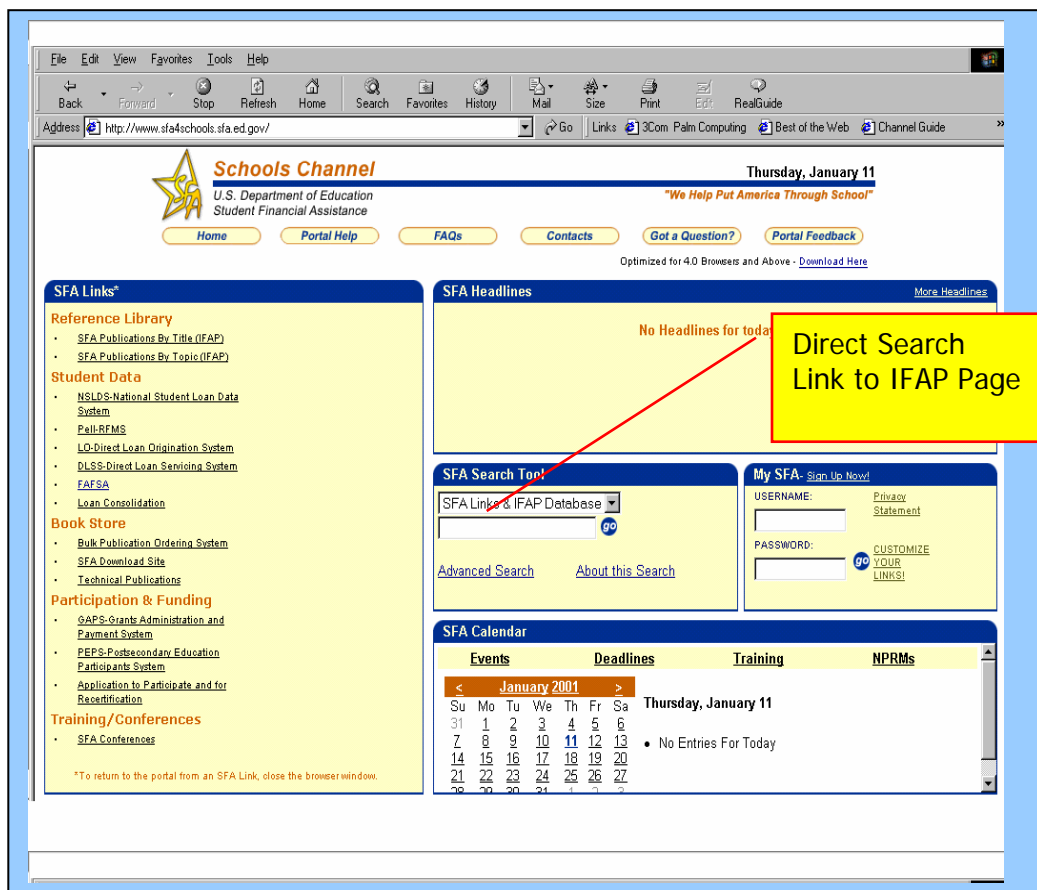 File Edit View Favorites Tools Help
Back Forward Stop Refresh Home Search Favorites History Mail Size Print Edit RealGuide
Address http://www.sfa4schools.sfa.ed.gov/ Go Links 3Com Palm Computing Best of the Web Channel Guide »
SFA
Schools Channel
Thursday, January 11
U.S. Department of Education
Student Financial Assistance
"We Help Put America Through School"
Home Portal Help FAQs Contacts Got a Question? Portal Feedback
Optimized for 4.0 Browsers and Above - Download Here
SFA Links*
Reference Library
· SFA Publications By Title (IFAP)
· SFA Publications By Topic (IFAP)
Student Data
· NSLDS-National Student Loan Data
System
· Pell-RFMS
· LO-Direct Loan Origination System
· DLSS-Direct Loan Servicing System
· FAFSA
· Loan Consolidation
Book Store
· Bulk Publication Ordering System
· SFA Download Site
· Technical Publications
Participation & Funding
· GAPS-Grants Administration and
Payment System
· PEPS-Postsecondary Education
Participants System
· Application to Participate and for
Recertification
Training/Conferences
· SFA Conferences
*To return to the portal from an SFA Link, close the browser window.
SFA Headlines More Headlines
No Headlines for today
Direct Search
Link to IFAP Page
SFA Search Tool
SFA Links & IFAP Database
go
Advanced Search About this Search
My SFA- Sign Up Now!
USERNAME: Privacy
Statement
PASSWORD:
go CUSTOMIZE
YOUR
LINKS!
SFA Calendar
Events Deadlines Training NPRMs
< January 2001 >
Su Mo Tu We Th Fr Sa
31 1 2 3 4 5 6
7 8 9 10 11 12 13
14 15 16 17 18 19 20
21 22 23 24 25 26 27
28 29 30 31 1 2 3
Thursday, January 11
• No Entries For Today